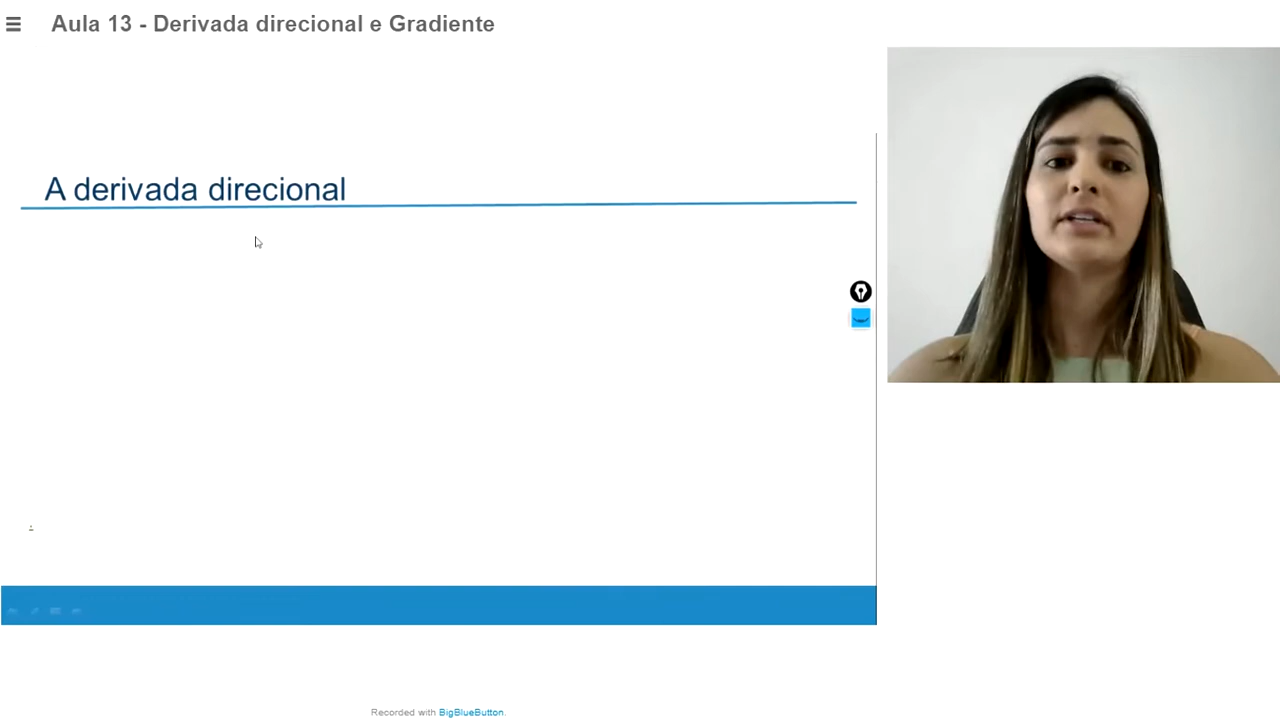 Aula 13 - Derivada direcional e Gradiente
A derivada direcional
Recorded with BigBlueButton.